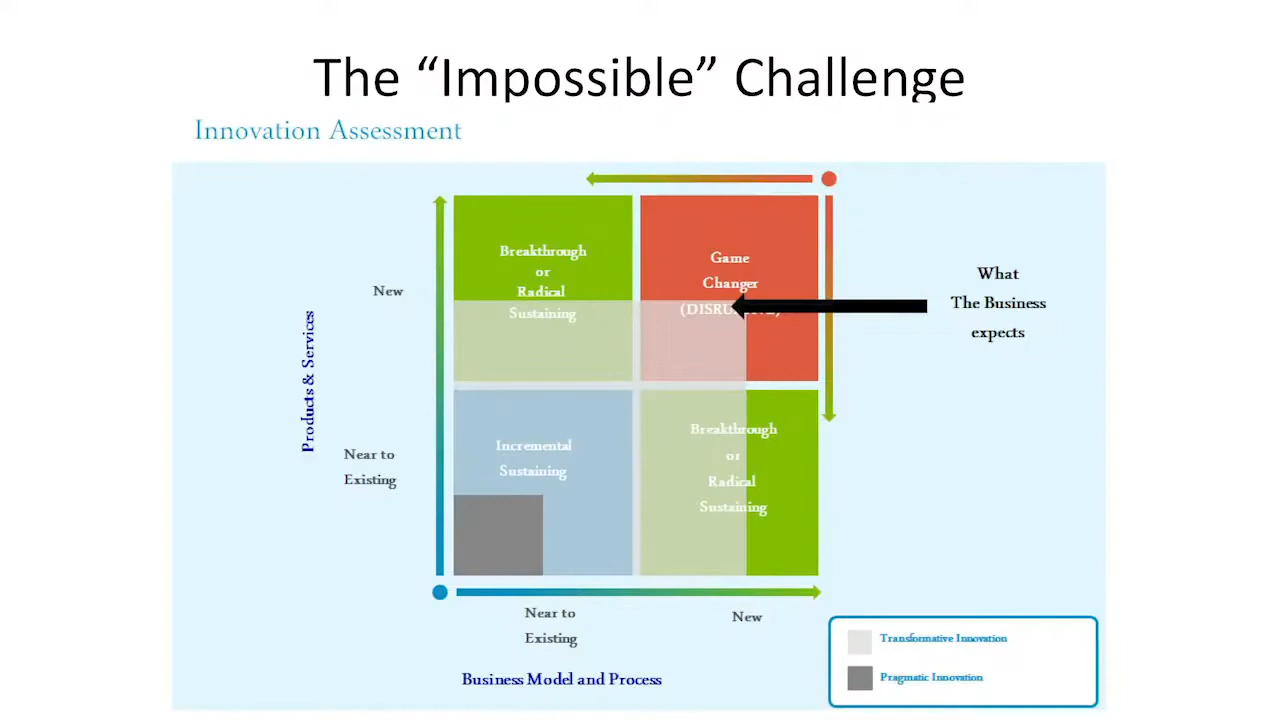 The “Impossible” Challenge
Innovation Assessment
Breakthrough
or
Radical
Sustaining
Game
Changer
What
The Business
expects
New
Products & Services
Near to
Existing
Incremental
Sustaining
Breakthrough
or
Radical
Sustaining
Near to
Existing
New
Business Model and Process
Transformative Innovation
Pragmatic Innovation